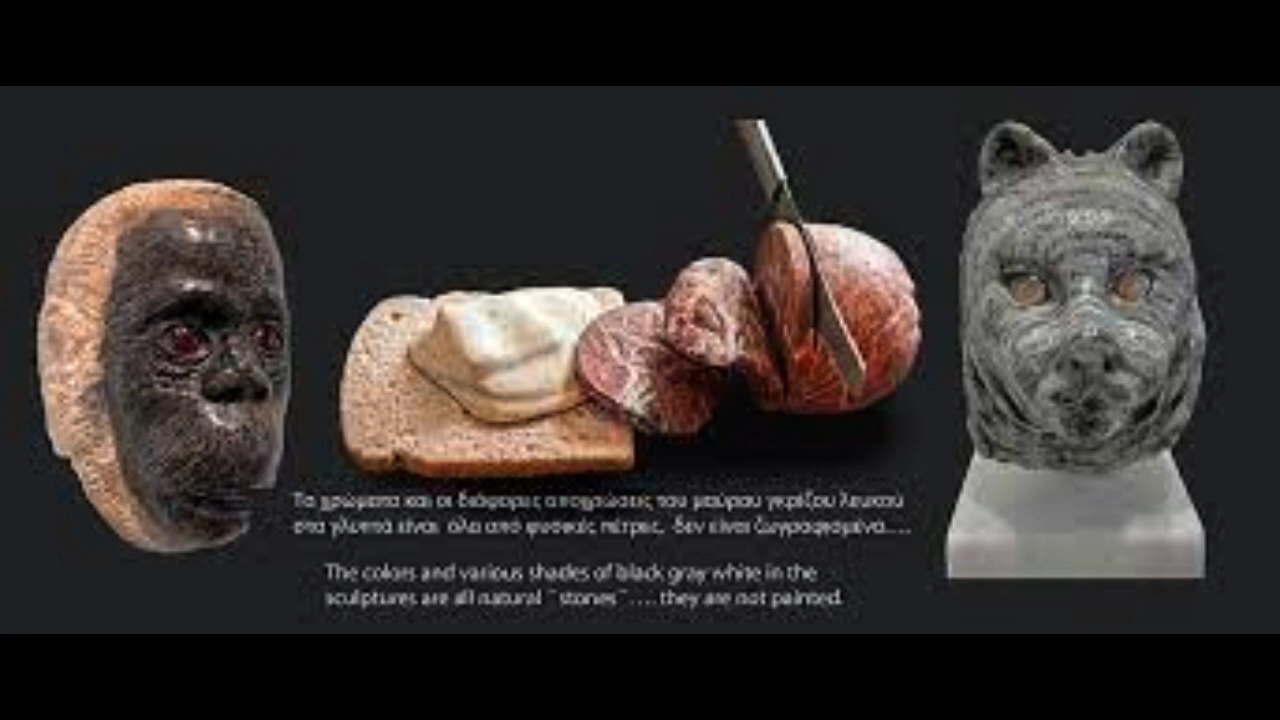 Τα χρώματα και οι διάφορες αποχρώσεις του μαύρου γκρίζου λευκού
στα γλυπτά είναι όλα από φυσικές πέτρες, δεν είναι ζωγραφισμένα....
The colors and various shades of black gray white in the
sculptures are all natural ¨stones¨.... they are not painted.